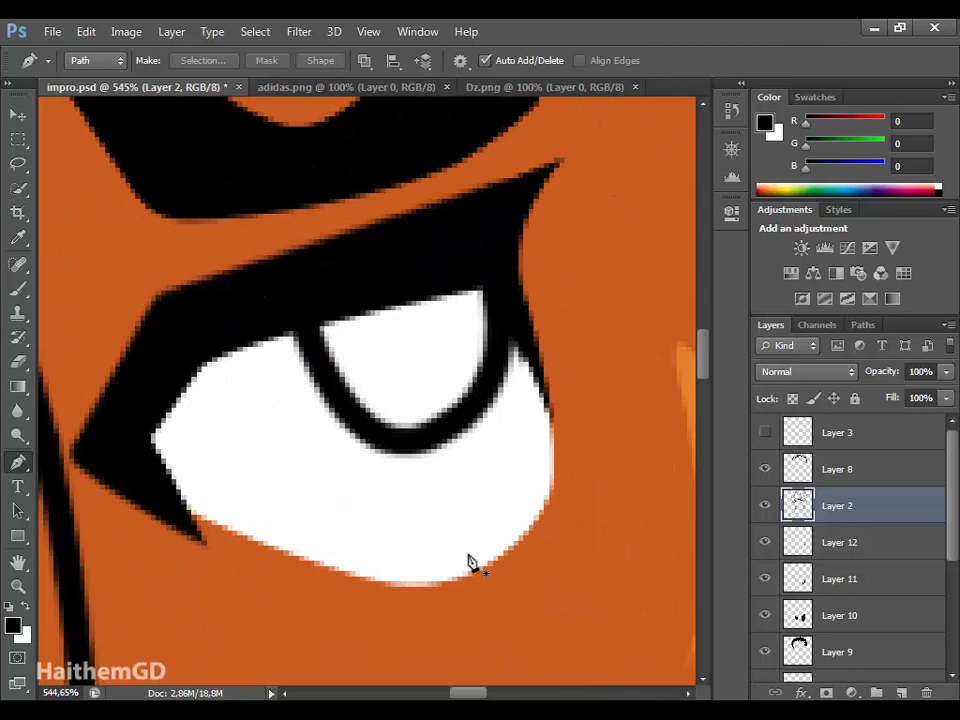 Ps File Edit Image Layer Type Select Filter 3D View Window Help
Path Make: Selection... Mask Shape Auto Add/Delete Align Edges
impro.psd @ 545% (Layer 2, RGB/8) * × adidas.png @ 100% (Layer 0, RGB/8) × Dz.png @ 100% (Layer 0, RGB/8) ×
Color Swatches
R 0
G 0
B 0
Adjustments Styles
Add an adjustment
Layers Channels Paths
Kind
Normal Opacity: 100%
Lock: Fill: 100%
Layer 3
Layer 8
Layer 2
Layer 12
Layer 11
Layer 10
Layer 9
HaithemGD
544,65% Doc: 2,86M/18,8M